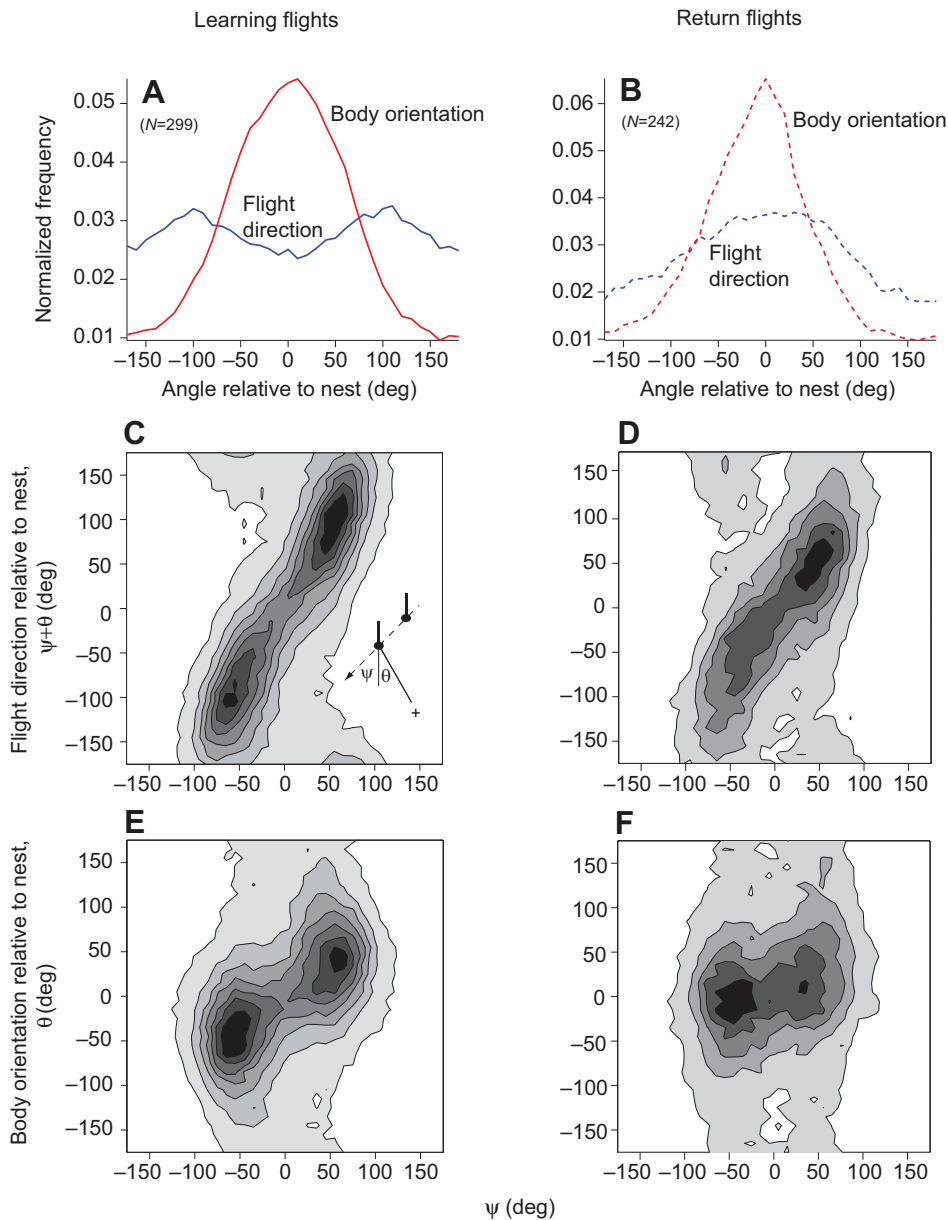 Learning flights
Return flights
A
(N=299)
Body orientation
Flight
direction
Normalized frequency
0.05
0.04
0.03
0.02
0.01
−150 −100 −50 0 50 100 150
Angle relative to nest (deg)
B
(N=242)
Body orientation
Flight
direction
0.06
0.05
0.04
0.03
0.02
0.01
−150 −100 −50 0 50 100 150
Angle relative to nest (deg)
C
Flight direction relative to nest,
ψ+θ (deg)
150
100
50
0
−50
−100
−150
ψ θ
+
−150 −100 −50 0 50 100 150
D
150
100
50
0
−50
−100
−150
−150 −100 −50 0 50 100 150
E
Body orientation relative to nest,
θ (deg)
150
100
50
0
−50
−100
−150
−150 −100 −50 0 50 100 150
F
150
100
50
0
−50
−100
−150
−150 −100 −50 0 50 100 150
ψ (deg)